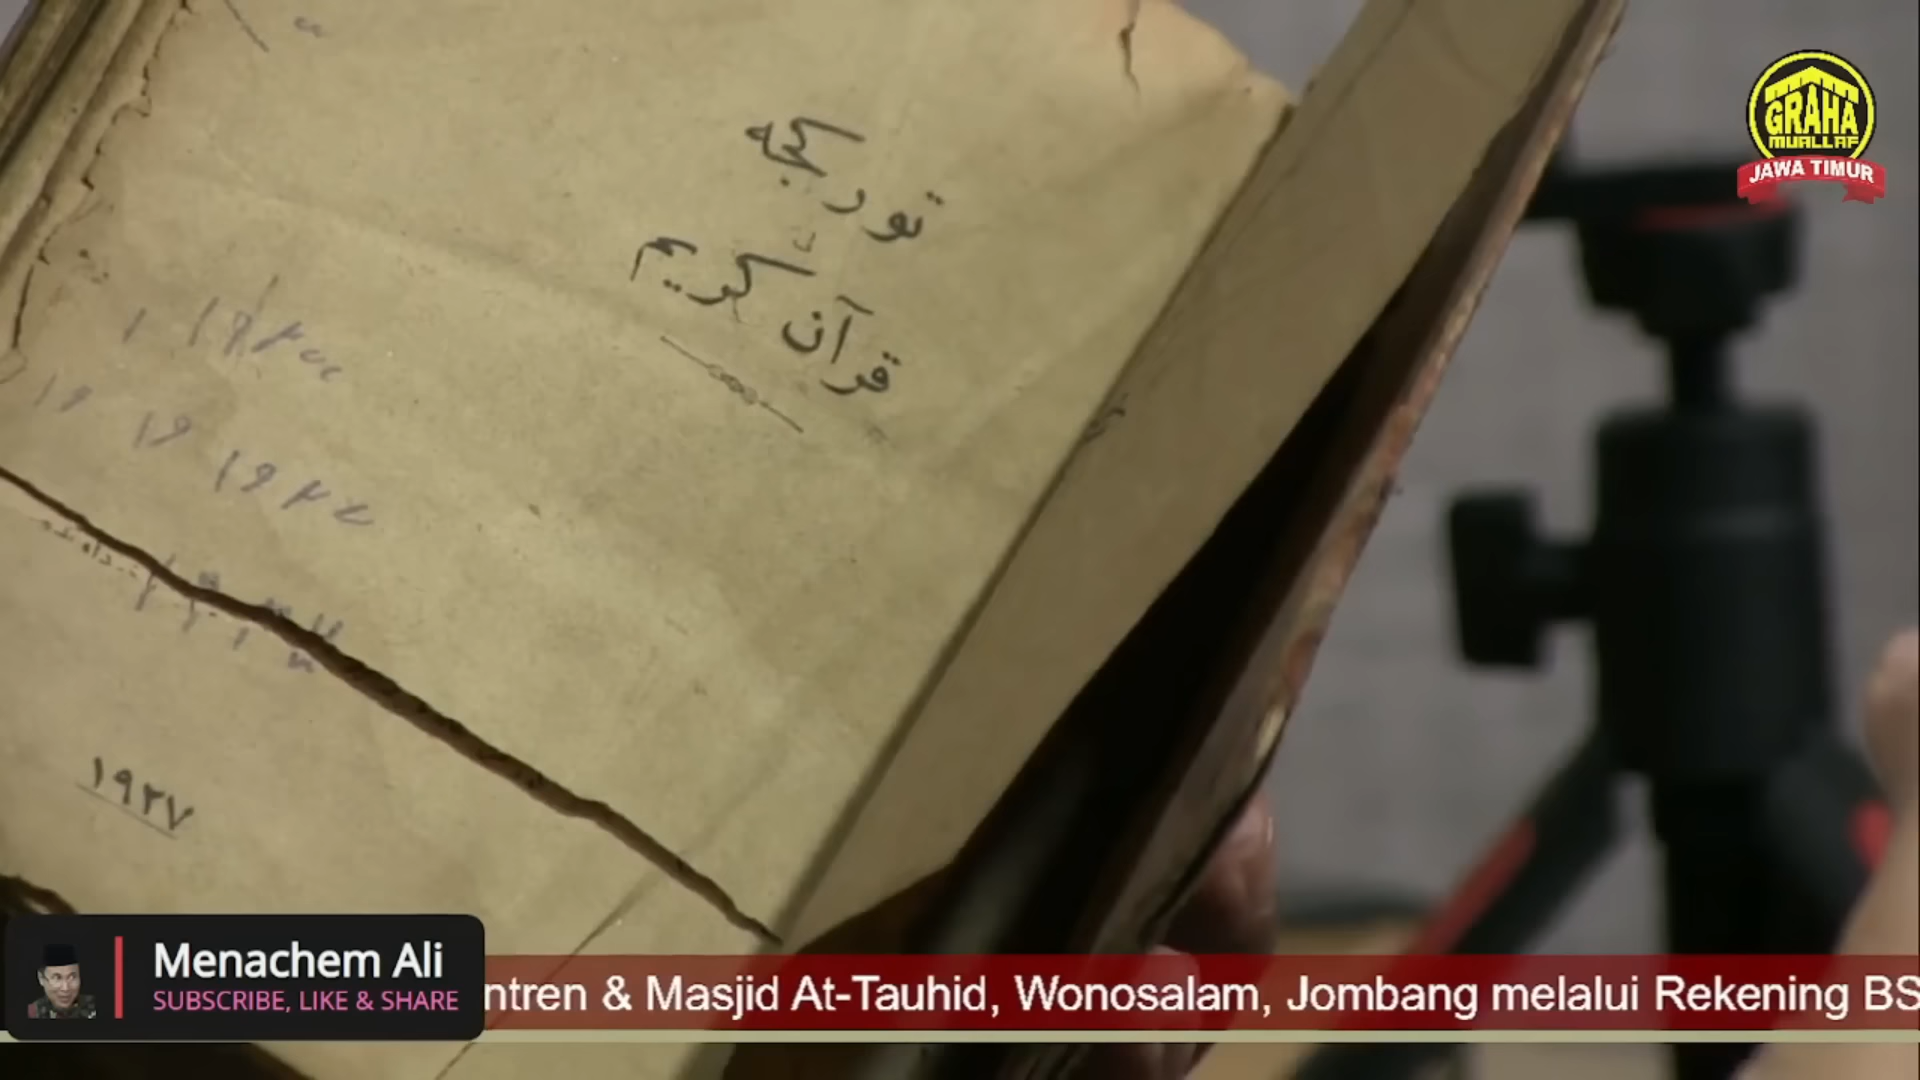 تورکجه
قرآن کریم
١٩٢٧
GRAHA
MUALLAF
JAWA TIMUR
Menachem Ali
SUBSCRIBE, LIKE & SHARE
ntren & Masjid At-Tauhid, Wonosalam, Jombang melalui Rekening BS